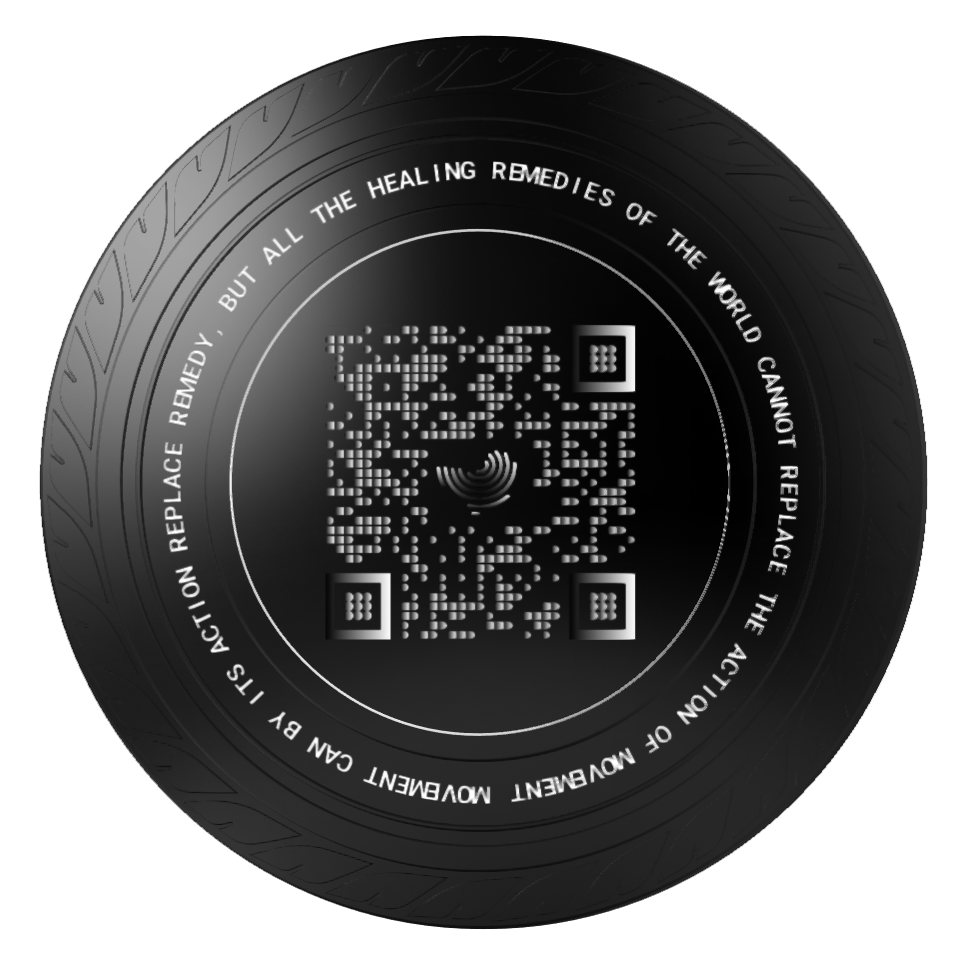 MOVEMENT CAN BY ITS ACTION REPLACE REMEDY, BUT ALL THE HEALING REMEDIES OF THE WORLD CANNOT REPLACE THE ACTION OF MOVEMENT